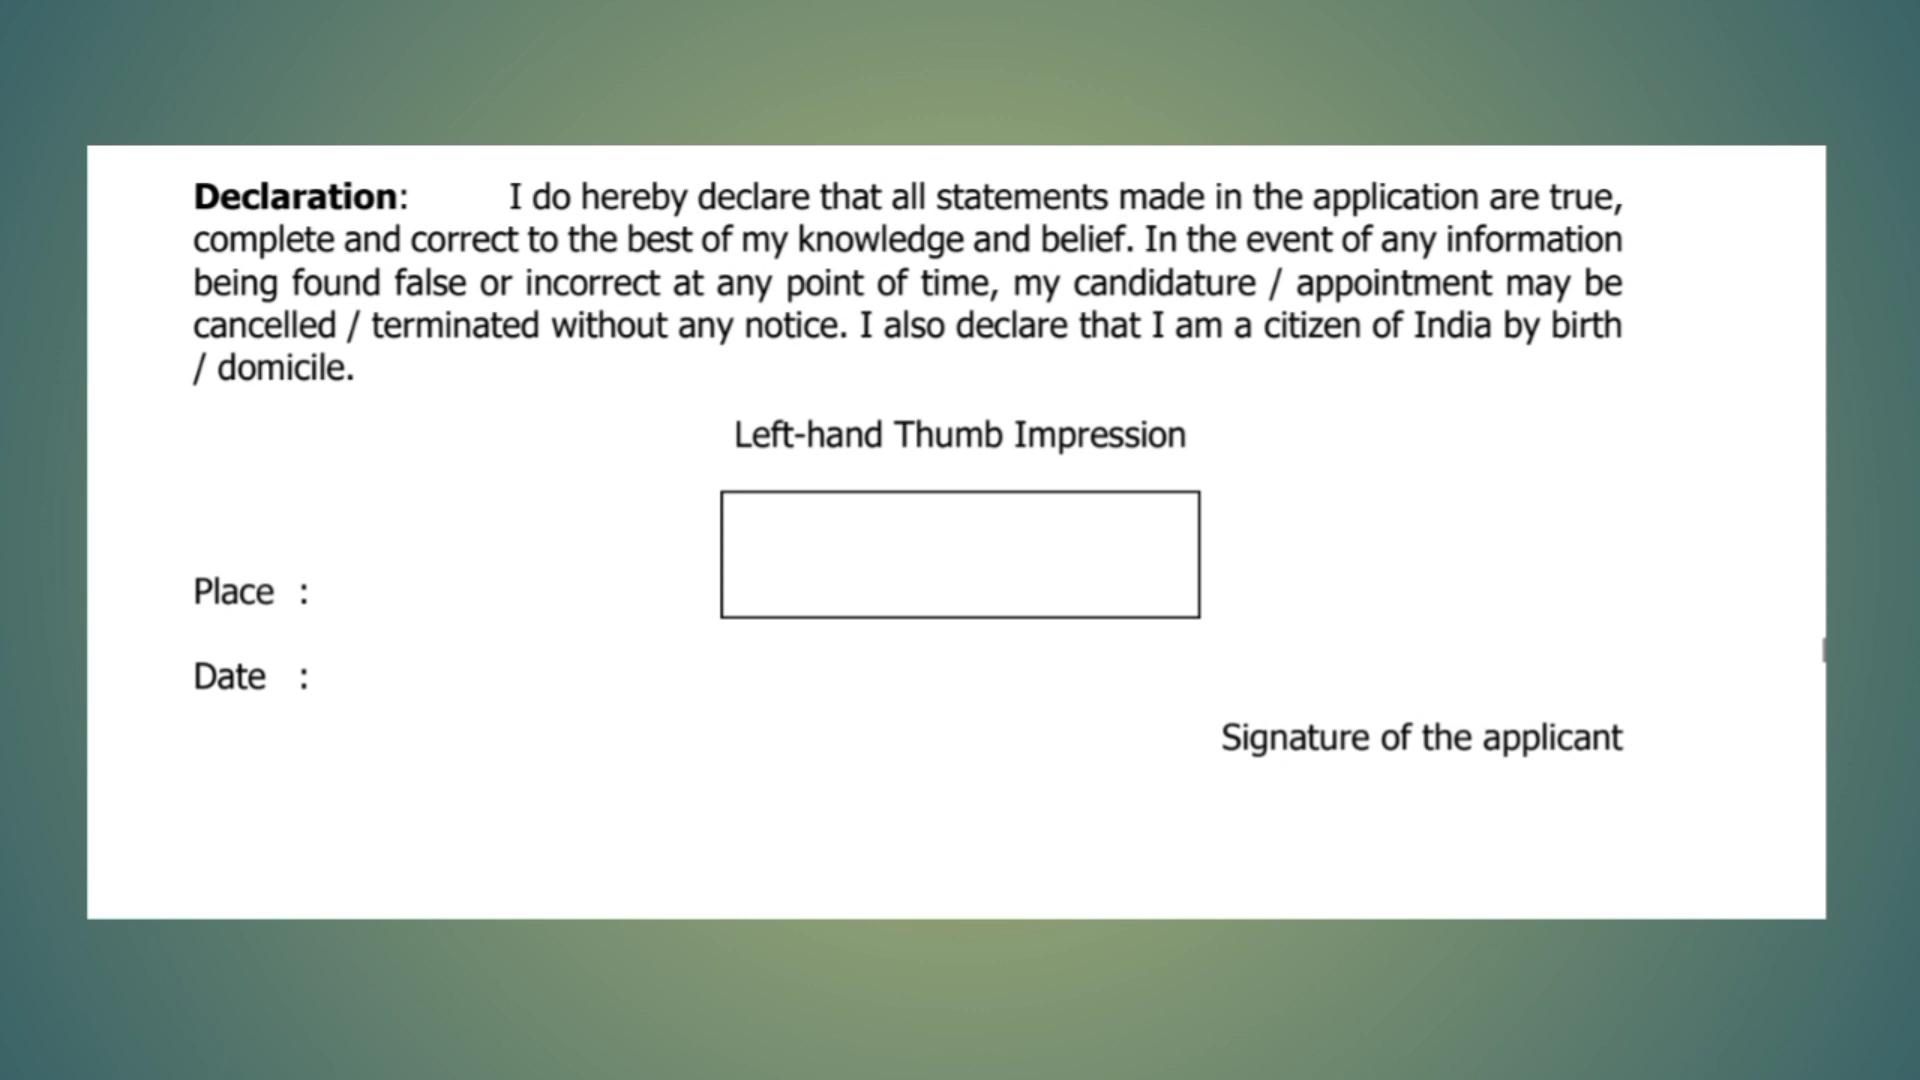 Declaration: I do hereby declare that all statements made in the application are true,
complete and correct to the best of my knowledge and belief. In the event of any information
being found false or incorrect at any point of time, my candidature / appointment may be
cancelled / terminated without any notice. I also declare that I am a citizen of India by birth
/ domicile.
Left-hand Thumb Impression
Place :
Date :
Signature of the applicant